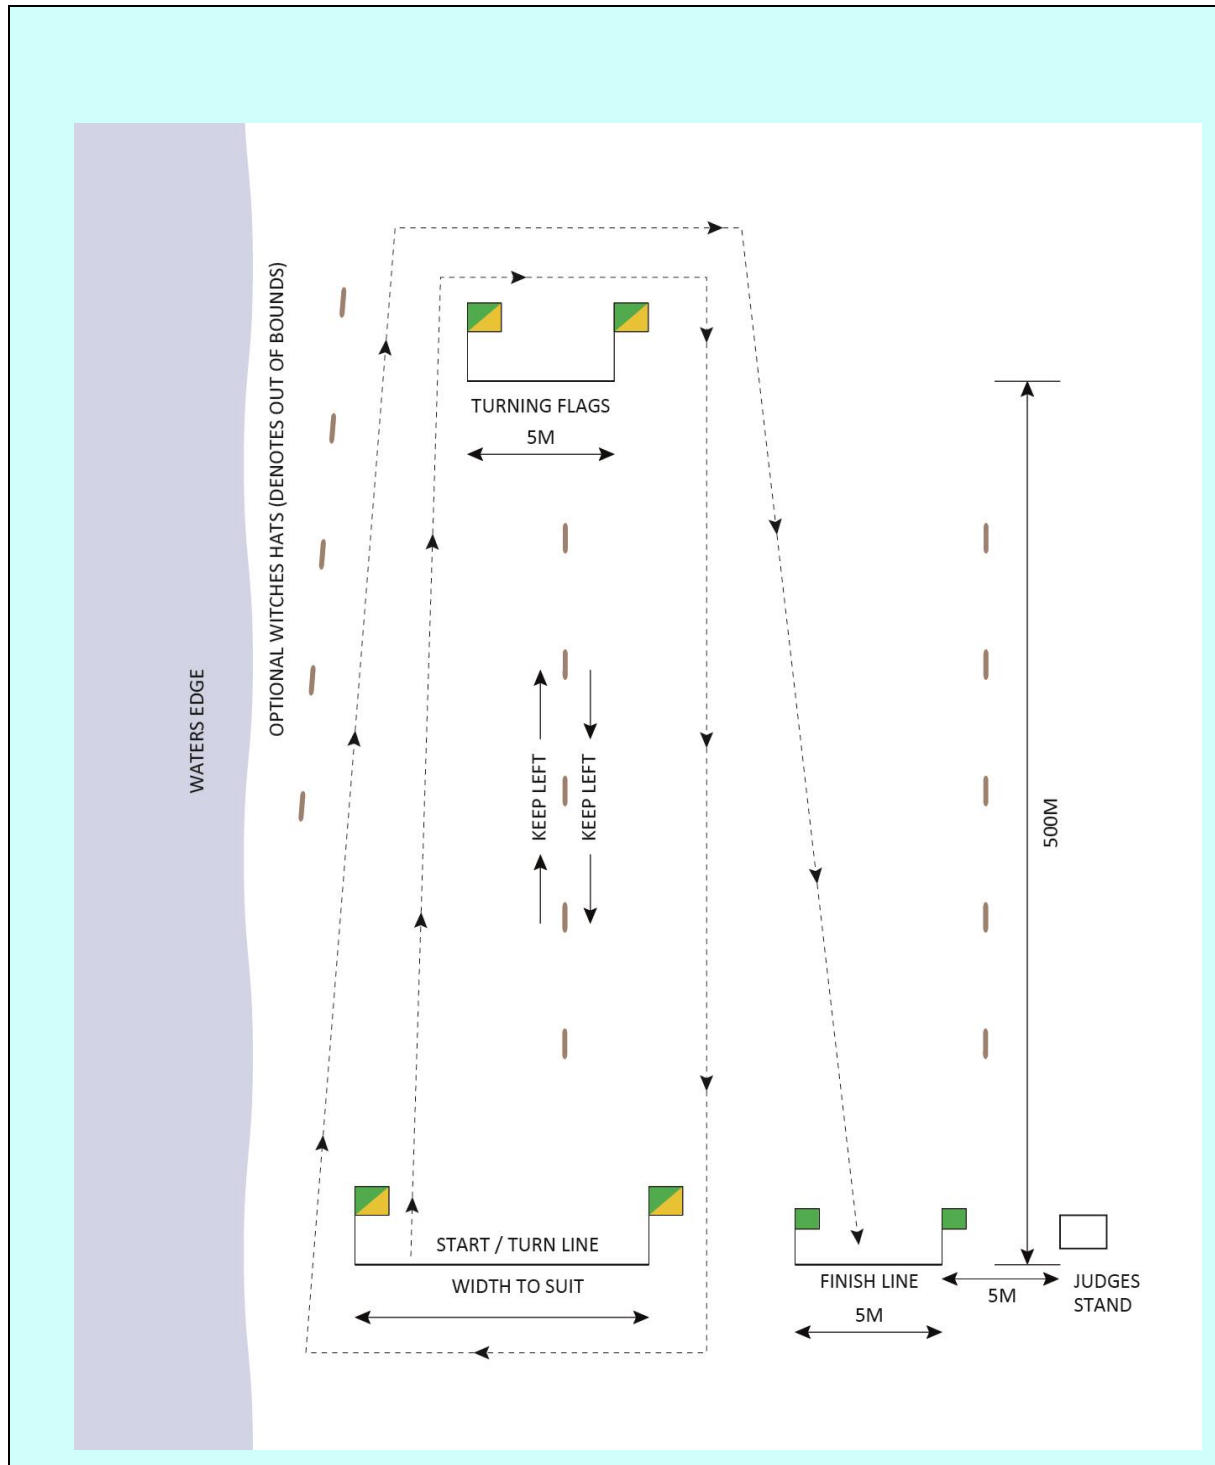 OPTIONAL WITCHES HATS (DENOTES OUT OF BOUNDS)
TURNING FLAGS
5M
WATERS EDGE
KEEP LEFT
KEEP LEFT
500M
START / TURN LINE
WIDTH TO SUIT
FINISH LINE
5M
5M
JUDGES
STAND